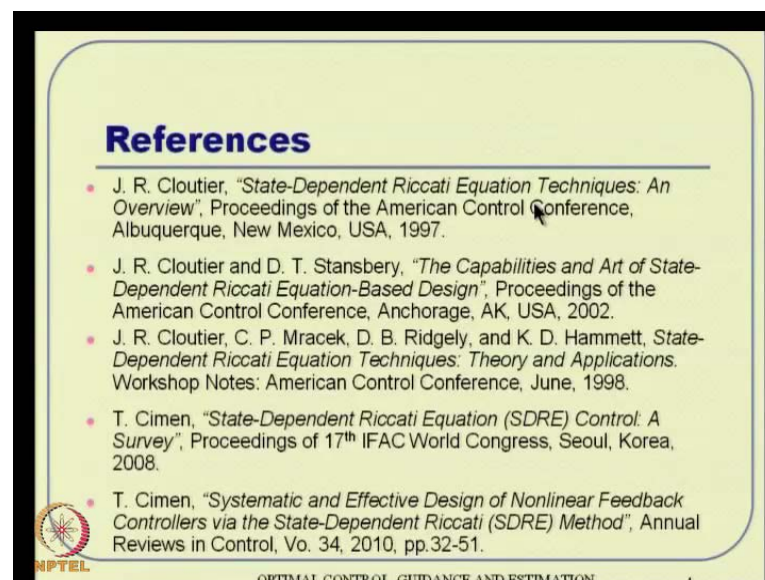 References
J. R. Cloutier, "State-Dependent Riccati Equation Techniques: An
Overview", Proceedings of the American Control Conference,
Albuquerque, New Mexico, USA, 1997.
J. R. Cloutier and D. T. Stansbery, "The Capabilities and Art of State-
Dependent Riccati Equation-Based Design", Proceedings of the
American Control Conference, Anchorage, AK, USA, 2002.
J. R. Cloutier, C. P. Mracek, D. B. Ridgely, and K. D. Hammett, State-
Dependent Riccati Equation Techniques: Theory and Applications.
Workshop Notes: American Control Conference, June, 1998.
T. Cimen, "State-Dependent Riccati Equation (SDRE) Control: A
Survey", Proceedings of 17th IFAC World Congress, Seoul, Korea,
2008.
T. Cimen, "Systematic and Effective Design of Nonlinear Feedback
Controllers via the State-Dependent Riccati (SDRE) Method", Annual
Reviews in Control, Vo. 34, 2010, pp.32-51.
NPTEL
OPTIMAL CONTROL, GUIDANCE AND ESTIMATION